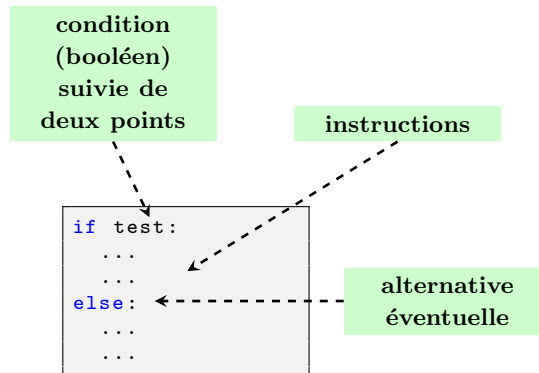 condition
(booléen)
suivie de
deux points
instructions
if test:
...
...
else:
...
...
alternative
éventuelle